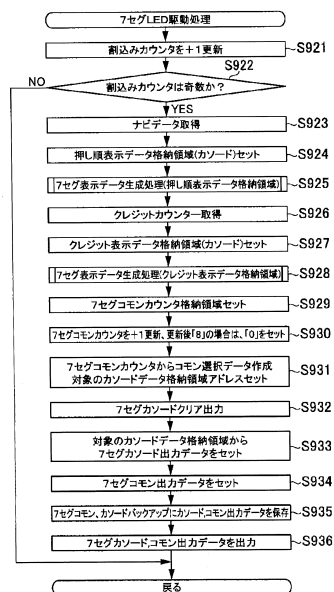 7セグLED駆動処理
割込みカウンタを+1更新
S921
S922
NO
割込みカウンタは奇数か?
YES
ナビデータ取得
S923
押し順表示データ格納領域(カソード)セット
S924
7セグ表示データ生成処理(押し順表示データ格納領域)
S925
クレジットカウンター取得
S926
クレジット表示データ格納領域(カソード)セット
S927
7セグ表示データ生成処理(クレジット表示データ格納領域)
S928
7セグコモンカウンタ格納領域セット
S929
7セグコモンカウンタを+1更新、更新後「8」の場合は、「0」をセット
S930
7セグコモンカウンタからコモン選択データ作成
対象のカソードデータ格納領域アドレスセット
S931
7セグカソードクリア出力
S932
対象のカソードデータ格納領域から
7セグカソード出力データをセット
S933
7セグコモン出力データをセット
S934
7セグコモン、カソードバックアップにカソード,コモン出力データを保存
S935
7セグカソード,コモン出力データを出力
S936
戻る